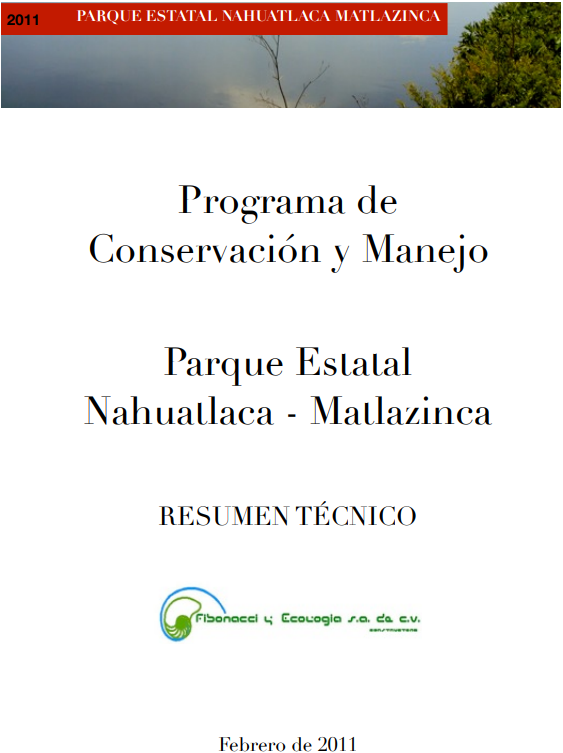 2011 PARQUE ESTATAL NAHUATLACA MATLAZINCA
Programa de
Conservación y Manejo
Parque Estatal
Nahuatlaca - Matlazinca
RESUMEN TÉCNICO
Fibonacci y Ecología s.a. de c.v.
CONSTRUCTORA
Febrero de 2011